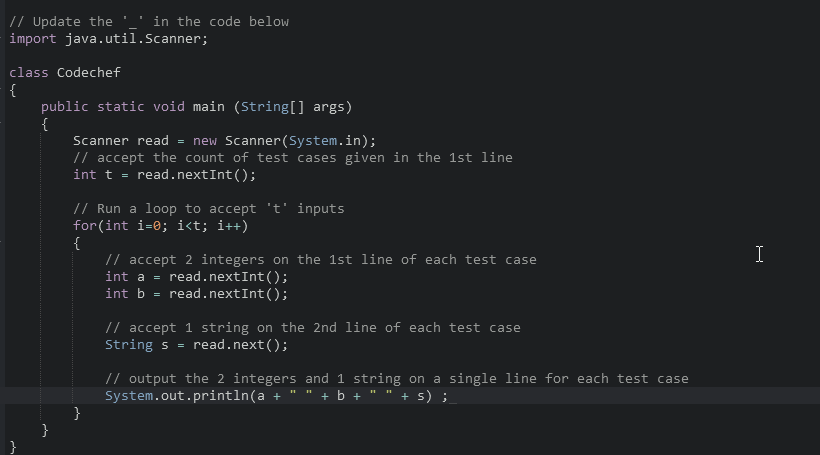 // Update the '_' in the code below
import java.util.Scanner;
class Codechef
{
public static void main (String[] args)
{
Scanner read = new Scanner(System.in);
// accept the count of test cases given in the 1st line
int t = read.nextInt();
// Run a loop to accept 't' inputs
for(int i=0; i<t; i++)
{
// accept 2 integers on the 1st line of each test case
int a = read.nextInt();
int b = read.nextInt();
// accept 1 string on the 2nd line of each test case
String s = read.next();
// output the 2 integers and 1 string on a single line for each test case
System.out.println(a + " " + b + " " + s) ;_
}
}
}